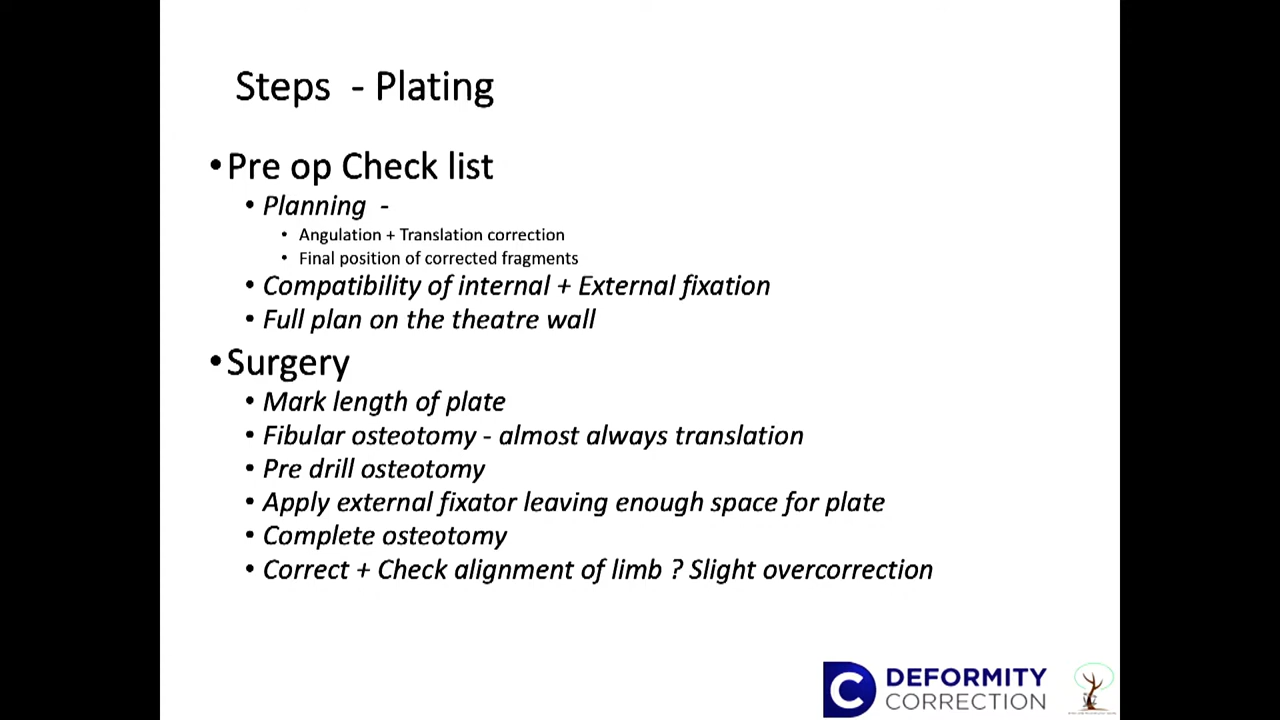 Steps - Plating
•Pre op Check list
• Planning -
• Angulation + Translation correction
• Final position of corrected fragments
• Compatibility of internal + External fixation
• Full plan on the theatre wall
•Surgery
• Mark length of plate
• Fibular osteotomy - almost always translation
• Pre drill osteotomy
• Apply external fixator leaving enough space for plate
• Complete osteotomy
• Correct + Check alignment of limb ? Slight overcorrection
C DEFORMITY
CORRECTION